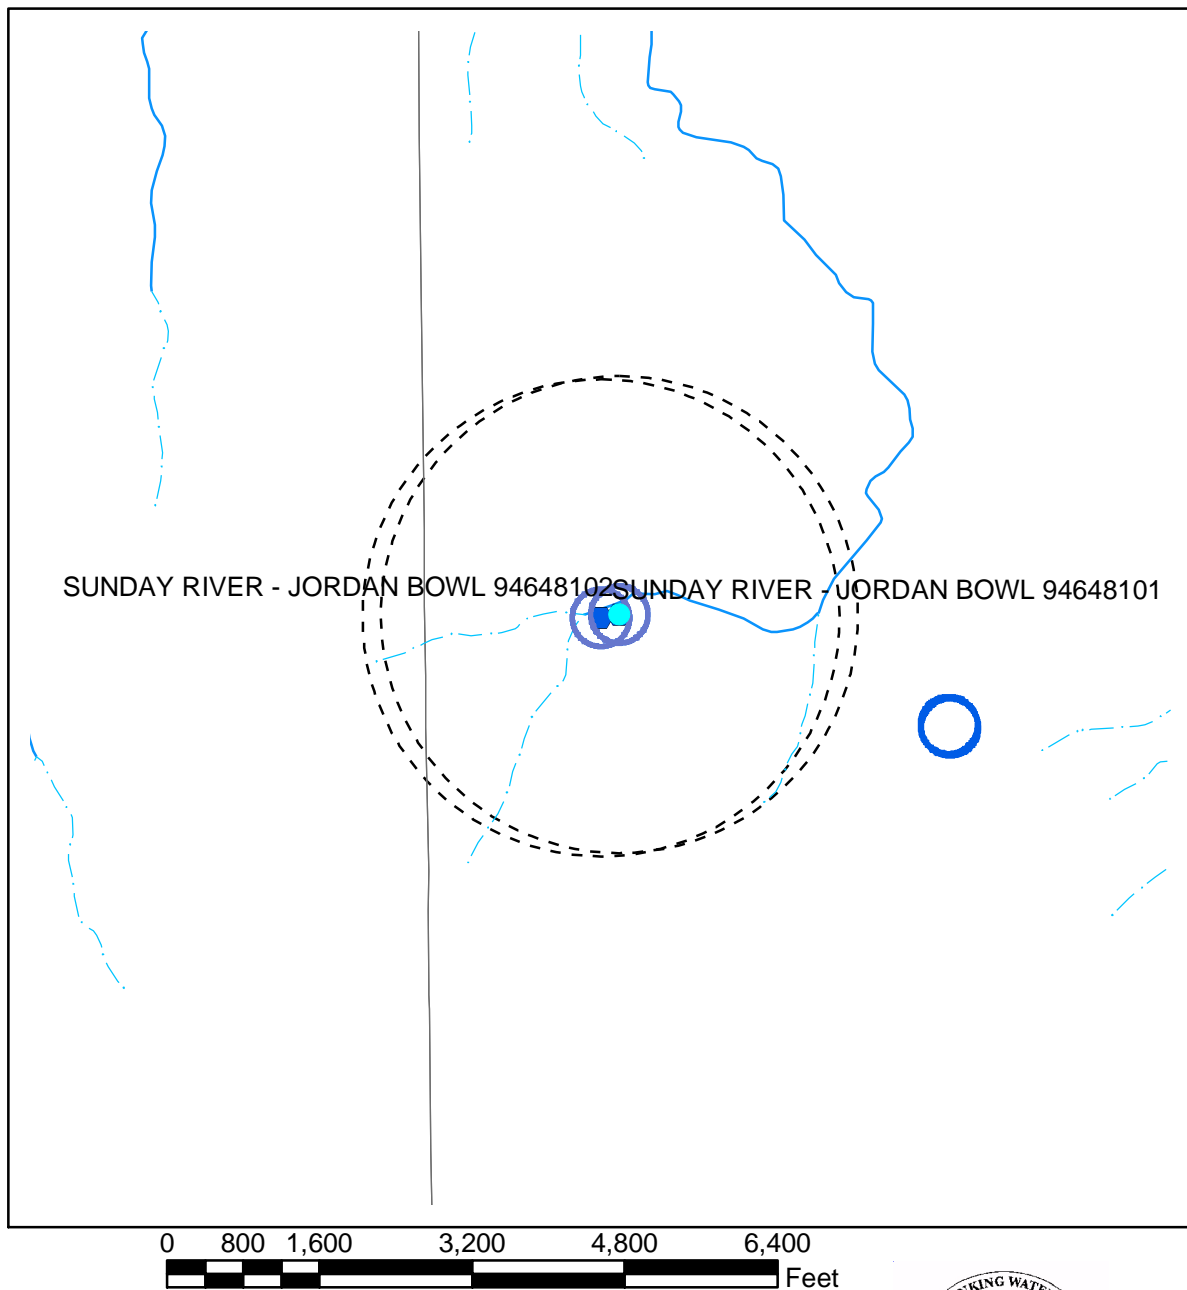 SUNDAY RIVER - JORDAN BOWL 94648102
SUNDAY RIVER - JORDAN BOWL 94648101
0 800 1,600 3,200 4,800 6,400
Feet